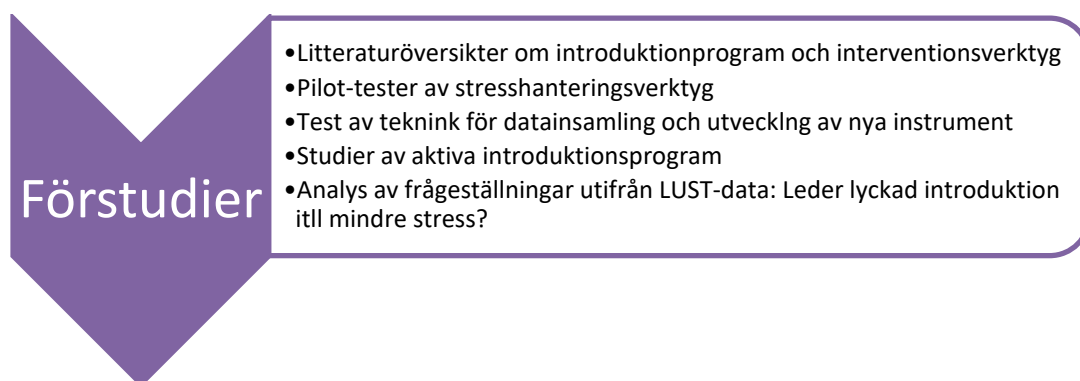 Förstudier
•Litteraturöversikter om introduktionprogram och interventionsverktyg
•Pilot-tester av stresshanteringsverktyg
•Test av teknink för datainsamling och utvecklng av nya instrument
•Studier av aktiva introduktionsprogram
•Analys av frågeställningar utifrån LUST-data: Leder lyckad introduktion
itll mindre stress?